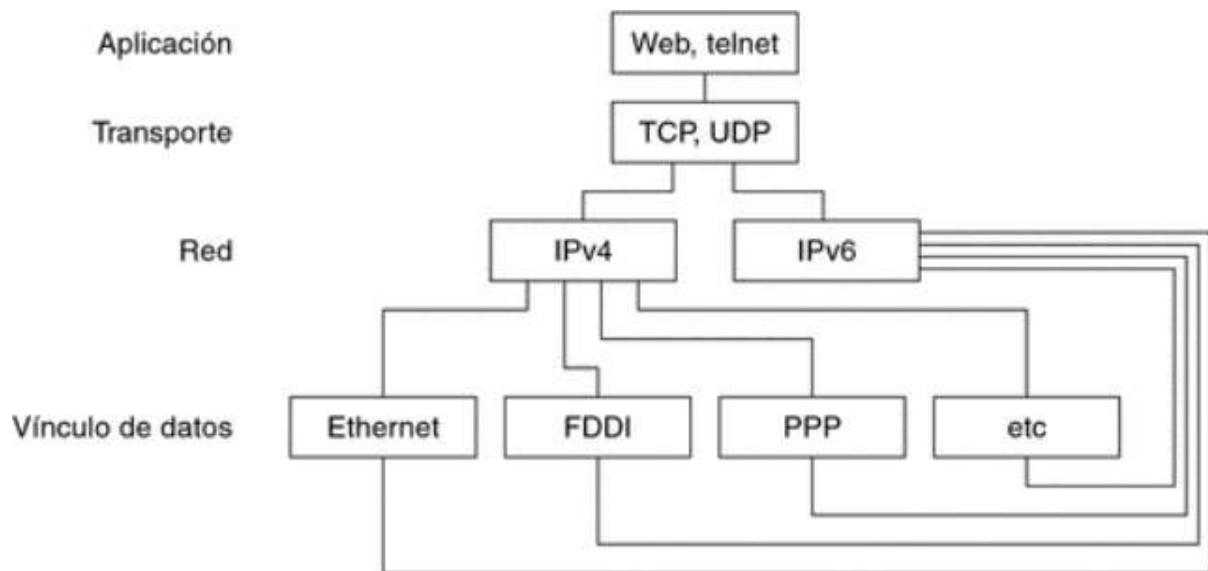 Aplicación
Web, telnet
Transporte
TCP, UDP
Red
IPv4
IPv6
Vínculo de datos
Ethernet
FDDI
PPP
etc